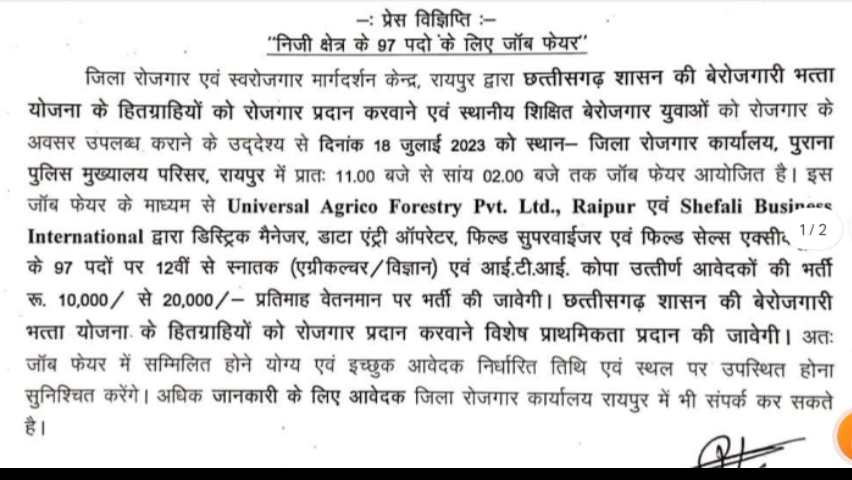 –: प्रेस विज्ञिप्ति :–
"निजी क्षेत्र के 97 पदो के लिए जॉब फेयर"
जिला रोजगार एवं स्वरोजगार मार्गदर्शन केन्द्र, रायपुर द्वारा छत्तीसगढ़ शासन की बेरोजगारी भत्ता
योजना के हितग्राहियों को रोजगार प्रदान करवाने एवं स्थानीय शिक्षित बेरोजगार युवाओं को रोजगार के
अवसर उपलब्ध कराने के उद्देश्य से दिनांक 18 जुलाई 2023 को स्थान– जिला रोजगार कार्यालय, पुराना
पुलिस मुख्यालय परिसर, रायपुर में प्रातः 11.00 बजे से सांय 02.00 बजे तक जॉब फेयर आयोजित है। इस
जॉब फेयर के माध्यम से Universal Agrico Forestry Pvt. Ltd., Raipur एवं Shefali Business
1/2
International द्वारा डिस्ट्रिक मैनेजर, डाटा एंट्री ऑपरेटर, फिल्ड सुपरवाईजर एवं फिल्ड सेल्स
के 97 पदों पर 12वीं से स्नातक (एग्रीकल्चर/विज्ञान) एवं आई.टी.आई. कोपा उत्तीर्ण आवेदकों की भर्ती
रू. 10,000/ से 20,000/– प्रतिमाह वेतनमान पर भर्ती की जावेगी। छत्तीसगढ़ शासन की बेरोजगारी
भत्ता योजना के हितग्राहियों को रोजगार प्रदान करवाने विशेष प्राथमिकता प्रदान की जावेगी। अतः
जॉब फेयर में सम्मिलित होने योग्य एवं इच्छुक आवेदक निर्धारित तिथि एवं स्थल पर उपस्थित होना
सुनिश्चित करेंगे। अधिक जानकारी के लिए आवेदक जिला रोजगार कार्यालय रायपुर में भी संपर्क कर सकते
है।